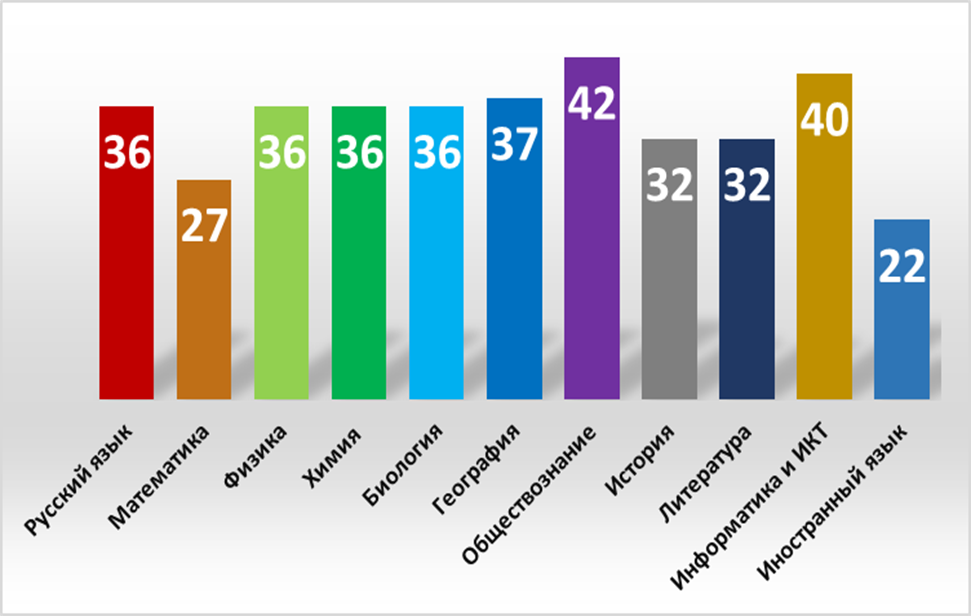 36
27
36
36
36
37
42
32
32
40
22
Русский язык
Математика
Физика
Химия
Биология
География
Обществознание
История
Литература
Информатика и ИКТ
Иностранный язык